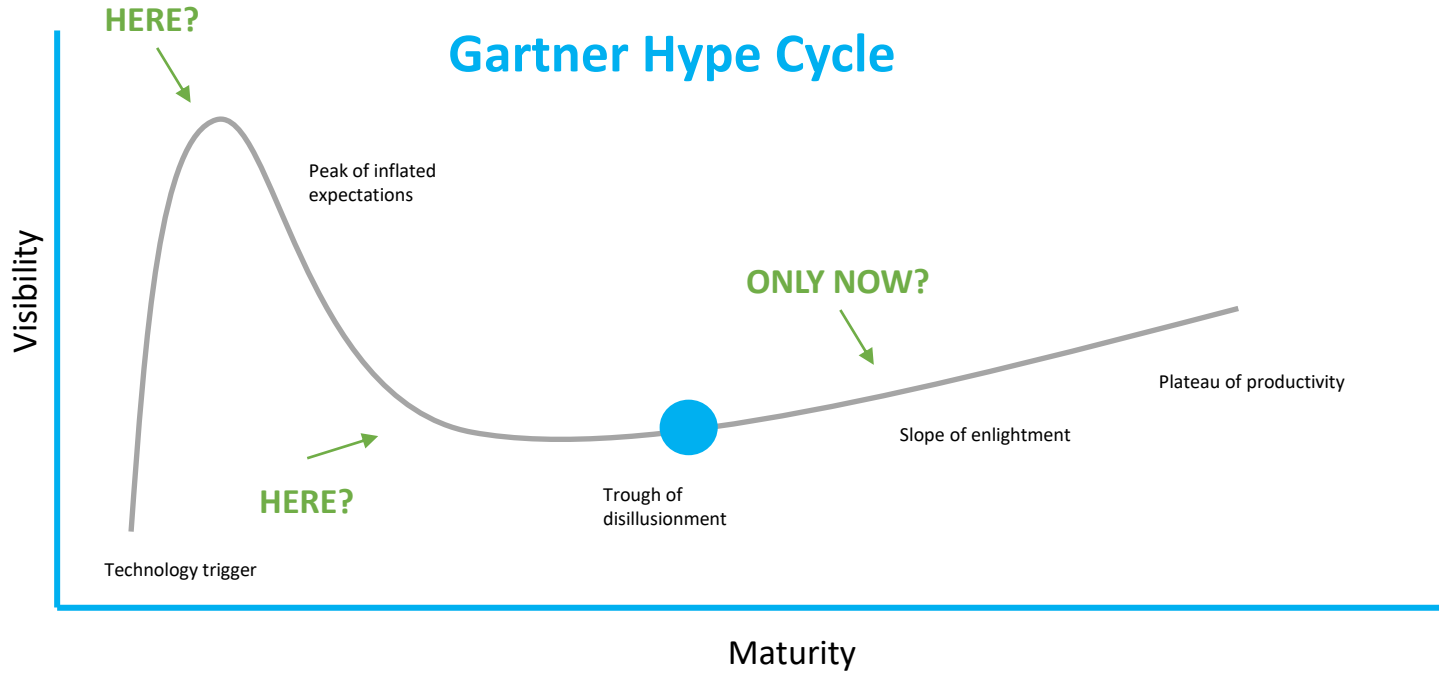 HERE?
Gartner Hype Cycle
Peak of inflated
expectations
Visibility
ONLY NOW?
Plateau of productivity
Slope of enlightment
HERE?
Trough of
disillusionment
Technology trigger
Maturity